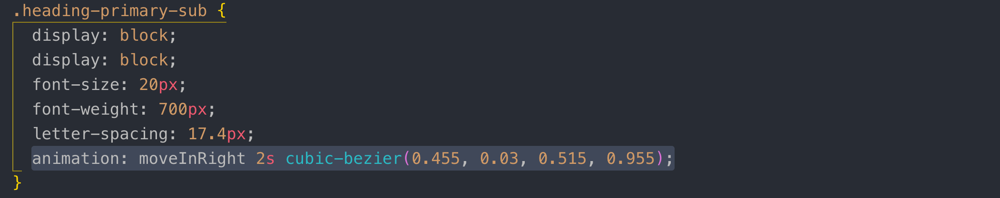 .heading-primary-sub {
display: block;
display: block;
font-size: 20px;
font-weight: 700px;
letter-spacing: 17.4px;
animation: moveInRight 2s cubic-bezier(0.455, 0.03, 0.515, 0.955);
}